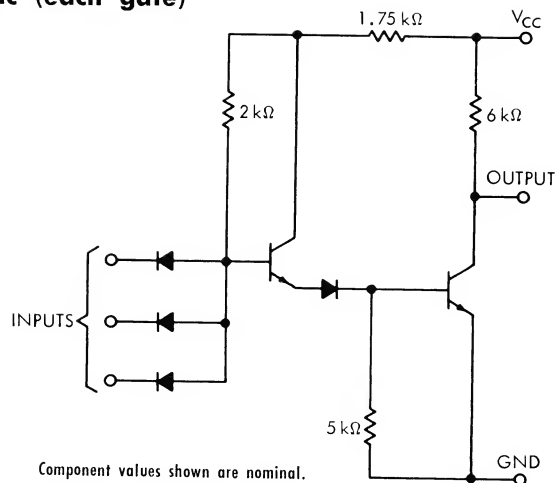 (each gate)
1.75 kΩ
VCC
2 kΩ
6 kΩ
OUTPUT
INPUTS
5 kΩ
GND
Component values shown are nominal.